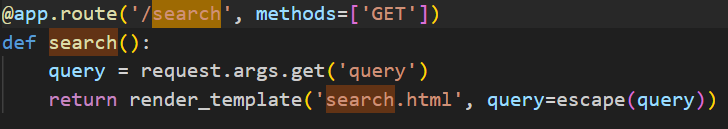 @app.route('/search', methods=['GET'])
def search():
    query = request.args.get('query')
    return render_template('search.html', query=escape(query))